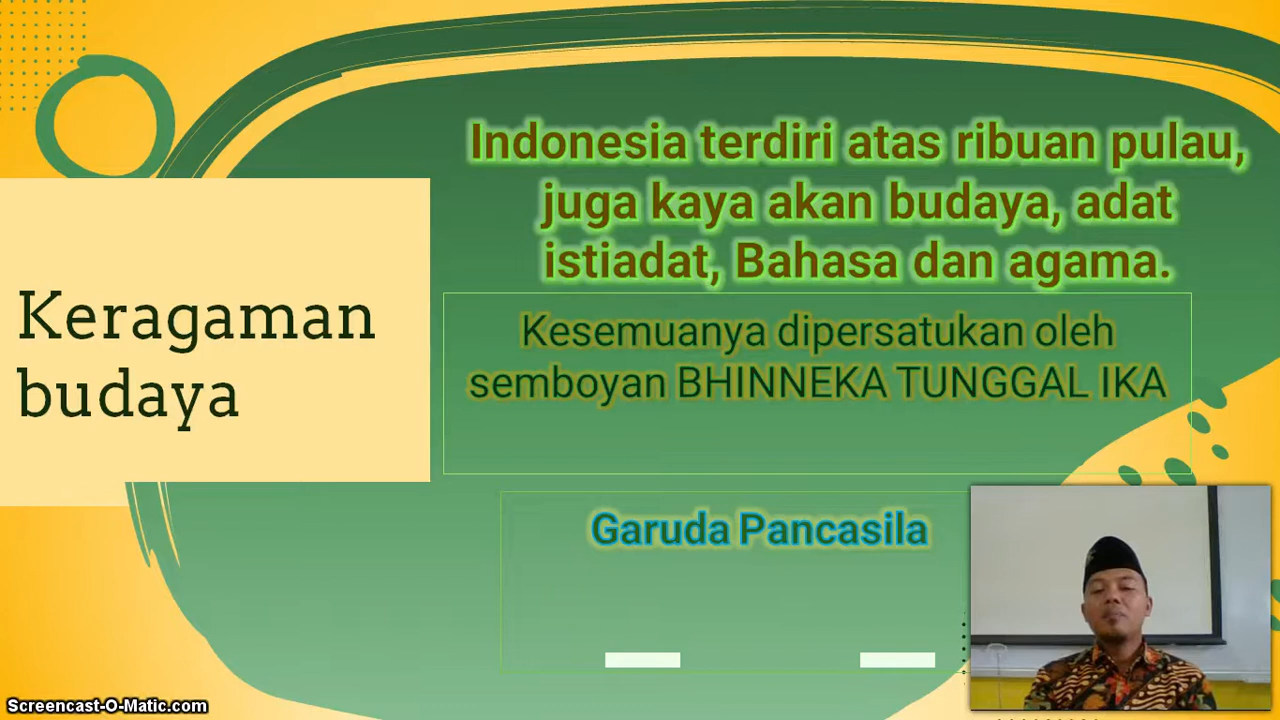 Indonesia terdiri atas ribuan pulau,
juga kaya akan budaya, adat
istiadat, Bahasa dan agama.
Keragaman
budaya
Kesemuanya dipersatukan oleh
semboyan BHINNEKA TUNGGAL IKA
Garuda Pancasila
Screencast-O-Matic.com